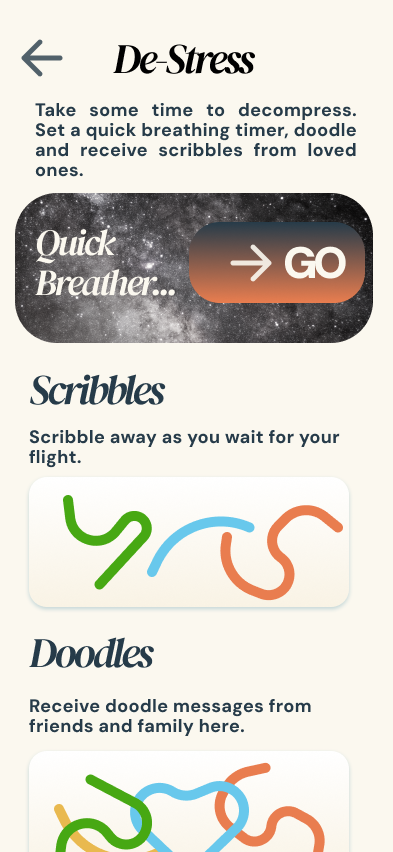 De-Stress
Take some time to decompress.
Set a quick breathing timer, doodle
and receive scribbles from loved
ones.
Quick
Breather...
GO
Scribbles
Scribble away as you wait for your
flight.
Doodles
Receive doodle messages from
friends and family here.